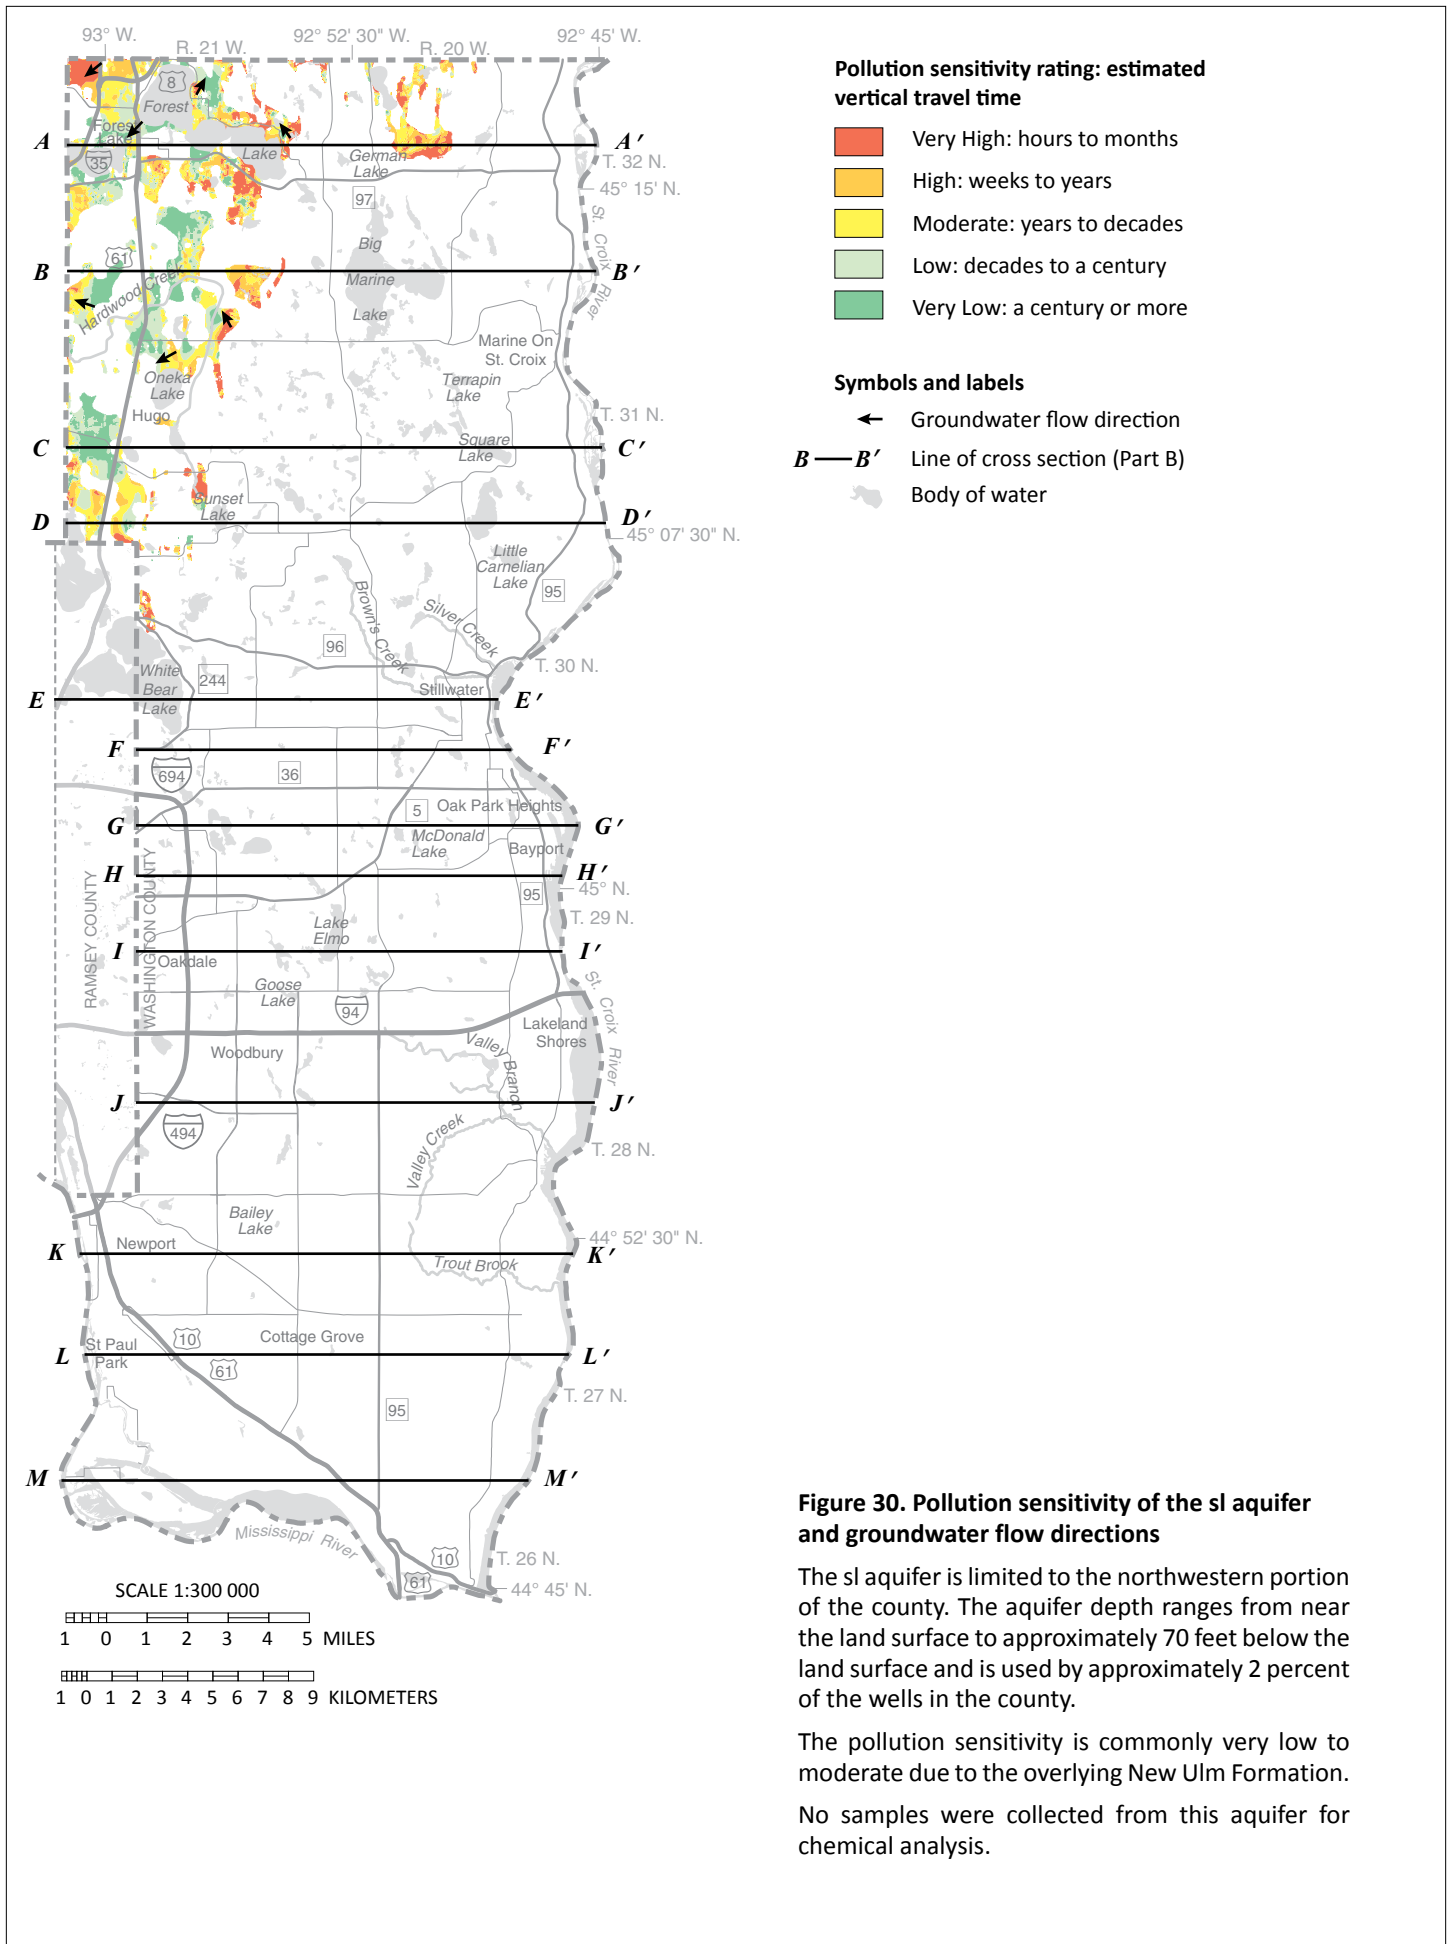 93° W.
R. 21 W.
92° 52' 30" W.
R. 20 W.
92° 45' W.
8
Forest
Forest
Lake
A
A′
35
Lake
German
Lake
T. 32 N.
45° 15' N.
97
St. Croix River
Big
Marine
Lake
61
B
B′
Hardwood Creek
Marine On
St. Croix
Oneka
Lake
Terrapin
Lake
Hugo
T. 31 N.
C
C′
Square
Lake
Sunset
Lake
D
D′
45° 07' 30" N.
Little
Carnelian
Lake
95
Brown's Creek
Silver Creek
96
T. 30 N.
White
Bear
Lake
244
Stillwater
E
E′
F
F′
694
36
5
Oak Park Heights
G
G′
McDonald
Lake
Bayport
H
H′
45° N.
95
T. 29 N.
RAMSEY COUNTY
WASHINGTON COUNTY
Lake
Elmo
I
I′
Oakdale
Goose
Lake
94
St. Croix River
Lakeland
Shores
Woodbury
Valley Branch
J
J′
494
Valley Creek
T. 28 N.
Bailey
Lake
Newport
44° 52' 30" N.
K
K′
Trout Brook
10
Cottage Grove
St Paul
Park
L
L′
61
T. 27 N.
95
M
M′
Mississippi River
10
T. 26 N.
61
44° 45' N.
SCALE 1:300 000
1 0 1 2 3 4 5 MILES
1 0 1 2 3 4 5 6 7 8 9 KILOMETERS
Pollution sensitivity rating: estimated
vertical travel time
Very High: hours to months
High: weeks to years
Moderate: years to decades
Low: decades to a century
Very Low: a century or more
Symbols and labels
Groundwater flow direction
B B′ Line of cross section (Part B)
Body of water
Figure 30. Pollution sensitivity of the sl aquifer
and groundwater flow directions
The sl aquifer is limited to the northwestern portion
of the county. The aquifer depth ranges from near
the land surface to approximately 70 feet below the
land surface and is used by approximately 2 percent
of the wells in the county.
The pollution sensitivity is commonly very low to
moderate due to the overlying New Ulm Formation.
No samples were collected from this aquifer for
chemical analysis.